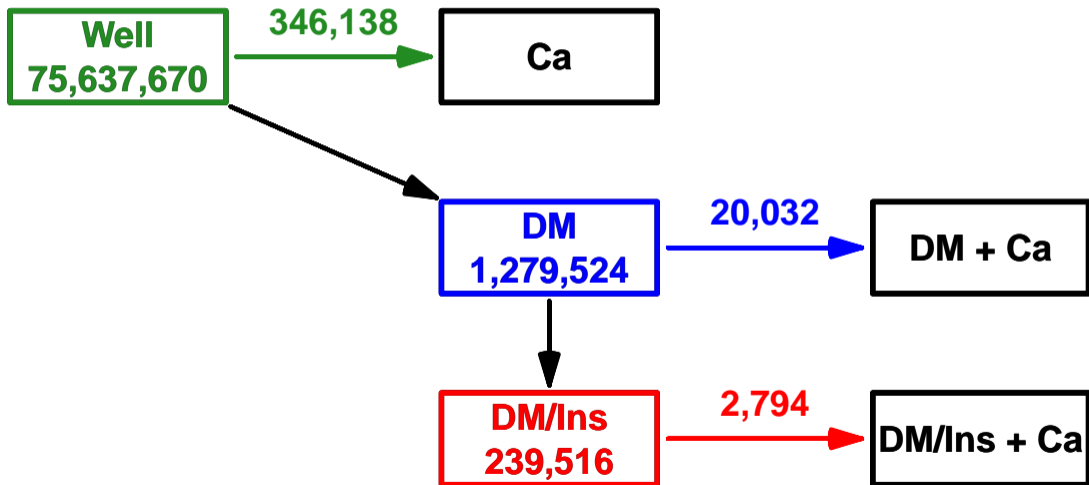 346,138
Well
75,637,670
Ca
20,032
DM
1,279,524
DM + Ca
2,794
DM/Ins
239,516
DM/Ins + Ca